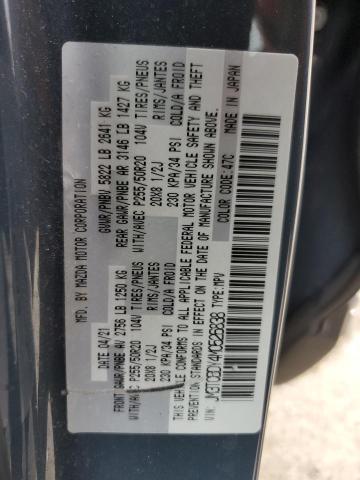 MFD. BY MAZDA MOTOR CORPORATION
DATE 04/21 GVWR/PNBV 5822 LB 2641 KG
FRONT GAWR/PNBE AV 2756 LB 1250 KG REAR GAWR/PNBE AR 3146 LB 1427 KG
WITH/AVEC P255/50R20 104V TIRES/PNEUS WITH/AVEC P255/50R20 104V TIRES/PNEUS
20X8 1/2J RIMS/JANTES 20X8 1/2J RIMS/JANTES
230 KPA/34 PSI COLD/A FROID 230 KPA/34 PSI COLD/A FROID
THIS VEHICLE CONFORMS TO ALL APPLICABLE FEDERAL MOTOR VEHICLE SAFETY AND THEFT
PREVENTION STANDARDS IN EFFECT ON THE DATE OF MANUFACTURE SHOWN ABOVE.
VIN: TYPE:MPV COLOR CODE:47C MADE IN JAPAN